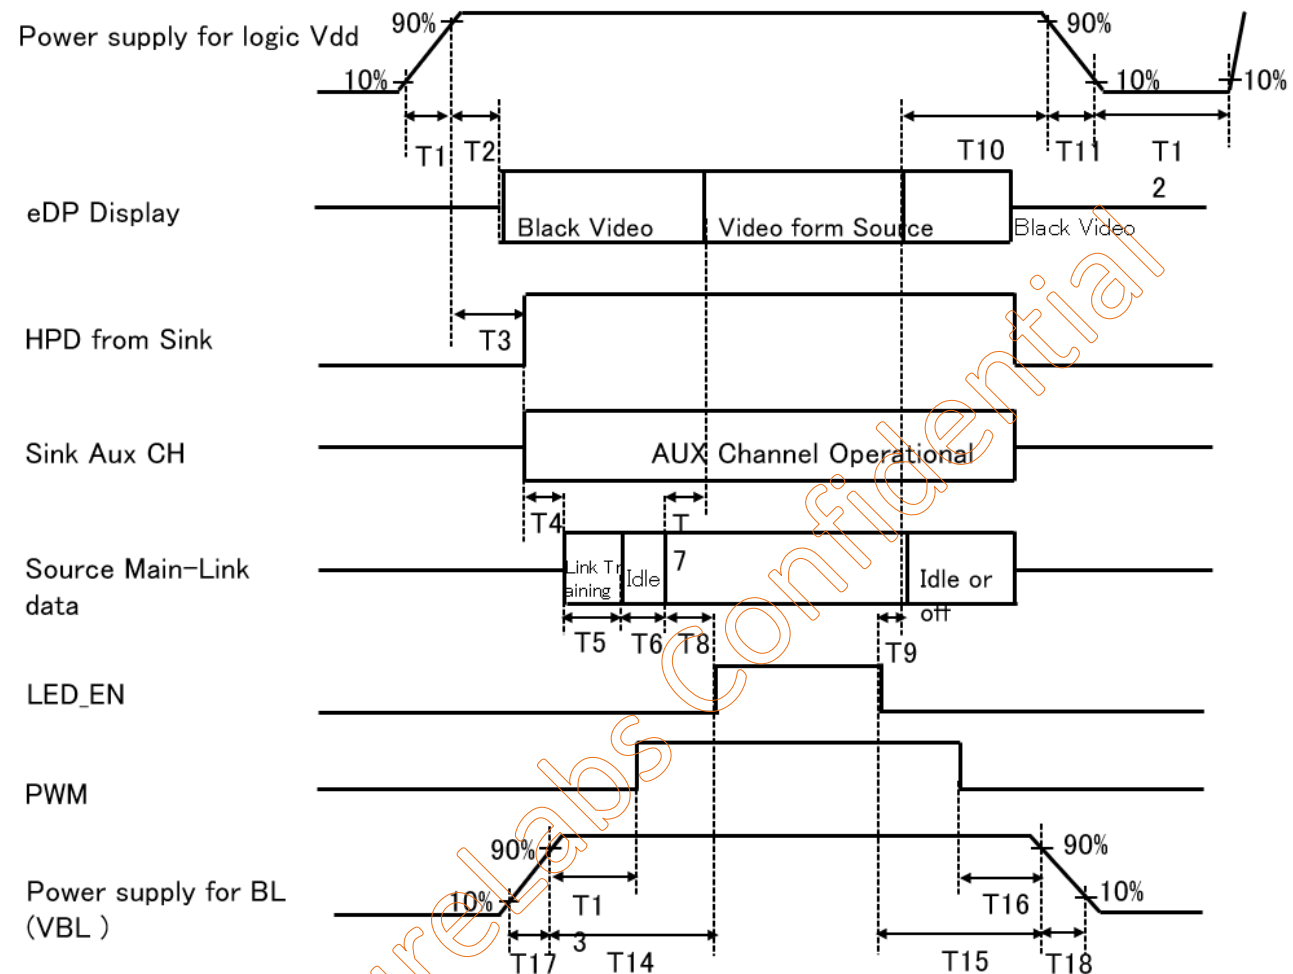 Power supply for logic Vdd
90%
90%
10%
10%
10%
T1
T2
T10
T11
T1
2
eDP Display
Black Video
Video form Source
Black Video
HPD from Sink
T3
Sink Aux CH
AUX Channel Operational
T4
T
7
Source Main-Link
data
Link Tr
aining
Idle
Idle or
off
T5
T6
T8
T9
LED_EN
PWM
90%
90%
Power supply for BL
(VBL )
10%
10%
T1
3
T16
T17
T14
T15
T18
ureLabs Confidential